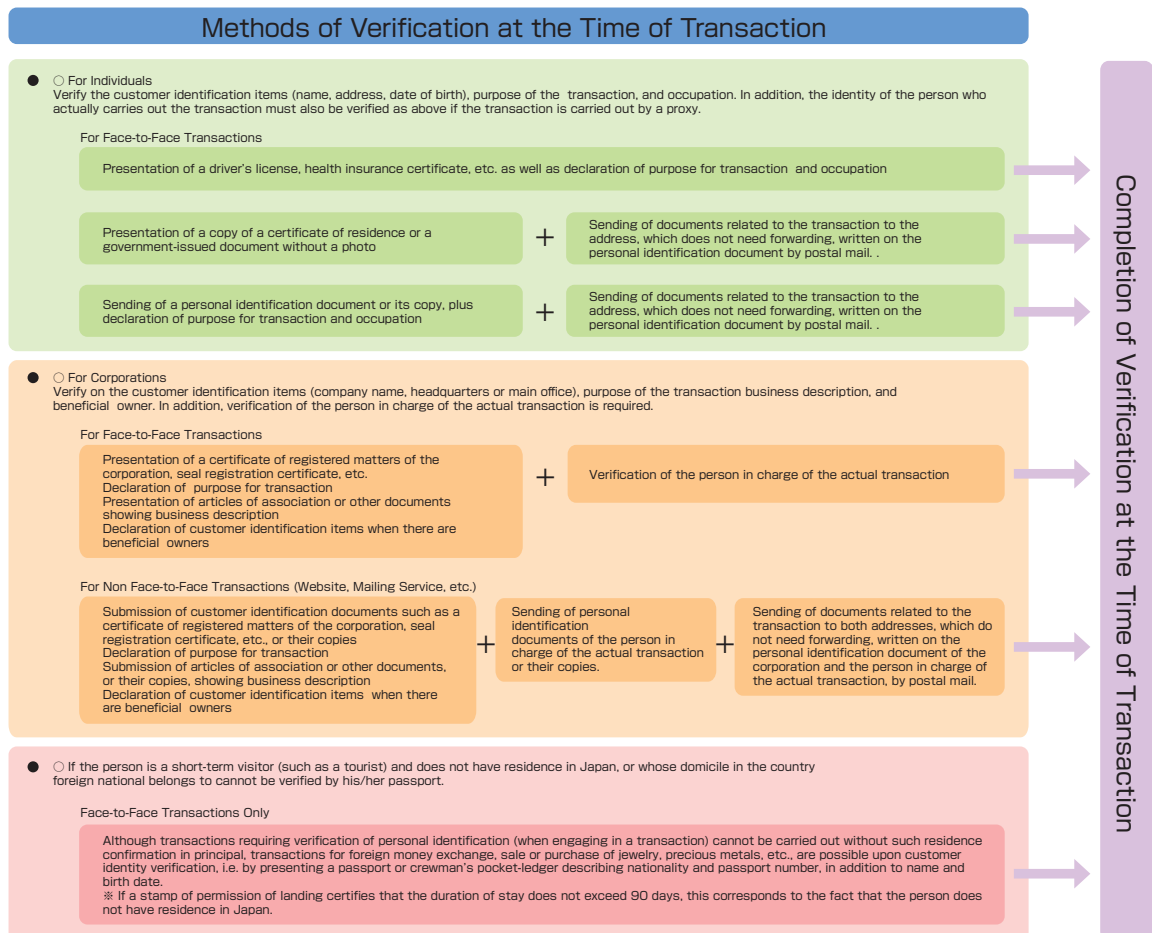 Methods of Verification at the Time of Transaction
● ○ For Individuals
Verify the customer identification items (name, address, date of birth), purpose of the transaction, and occupation. In addition, the identity of the person who
actually carries out the transaction must also be verified as above if the transaction is carried out by a proxy.
For Face-to-Face Transactions
Presentation of a driver's license, health insurance certificate, etc. as well as declaration of purpose for transaction and occupation
Presentation of a copy of a certificate of residence or a
government-issued document without a photo
+
Sending of documents related to the transaction to the
address, which does not need forwarding, written on the
personal identification document by postal mail. .
Sending of a personal identification document or its copy, plus
declaration of purpose for transaction and occupation
+
Sending of documents related to the transaction to the
address, which does not need forwarding, written on the
personal identification document by postal mail. .
● ○ For Corporations
Verify on the customer identification items (company name, headquarters or main office), purpose of the transaction business description, and
beneficial owner. In addition, verification of the person in charge of the actual transaction is required.
For Face-to-Face Transactions
Presentation of a certificate of registered matters of the
corporation, seal registration certificate, etc.
Declaration of purpose for transaction
Presentation of articles of association or other documents
showing business description
Declaration of customer identification items when there are
beneficial owners
+
Verification of the person in charge of the actual transaction
For Non Face-to-Face Transactions (Website, Mailing Service, etc.)
Submission of customer identification documents such as a
certificate of registered matters of the corporation, seal
registration certificate, etc., or their copies
Declaration of purpose for transaction
Submission of articles of association or other documents,
or their copies, showing business description
Declaration of customer identification items when there
are beneficial owners
+
Sending of personal
identification
documents of the person in
charge of the actual transaction
or their copies.
+
Sending of documents related to the
transaction to both addresses, which do
not need forwarding, written on the
personal identification document of the
corporation and the person in charge of
the actual transaction, by postal mail.
● ○ If the person is a short-term visitor (such as a tourist) and does not have residence in Japan, or whose domicile in the country
foreign national belongs to cannot be verified by his/her passport.
Face-to-Face Transactions Only
Although transactions requiring verification of personal identification (when engaging in a transaction) cannot be carried out without such residence
confirmation in principal, transactions for foreign money exchange, sale or purchase of jewelry, precious metals, etc., are possible upon customer
identity verification, i.e. by presenting a passport or crewman's pocket-ledger describing nationality and passport number, in addition to name and
birth date.
※ If a stamp of permission of landing certifies that the duration of stay does not exceed 90 days, this corresponds to the fact that the person does
not have residence in Japan.
Completion of Verification at the Time of Transaction